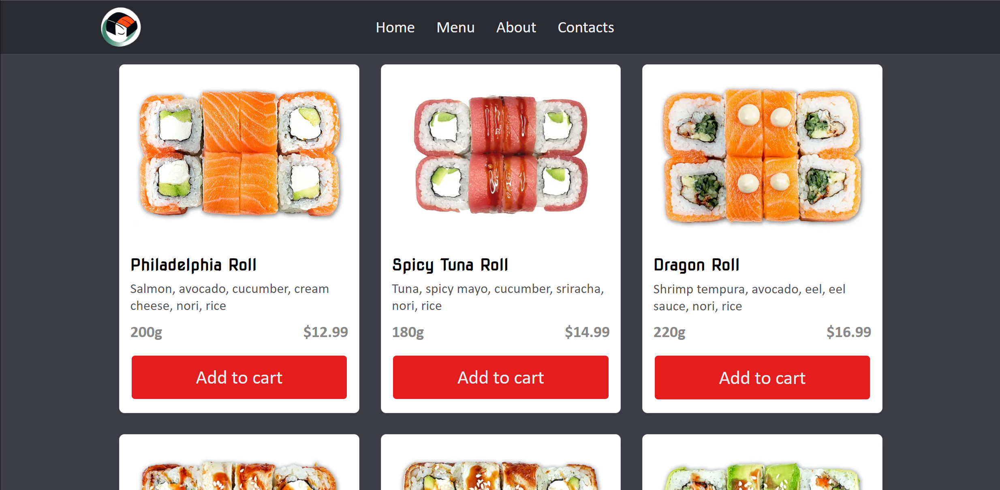 Home Menu About Contacts
Philadelphia Roll
Salmon, avocado, cucumber, cream
cheese, nori, rice
200g $12.99
Add to cart
Spicy Tuna Roll
Tuna, spicy mayo, cucumber, sriracha,
nori, rice
180g $14.99
Add to cart
Dragon Roll
Shrimp tempura, avocado, eel, eel
sauce, nori, rice
220g $16.99
Add to cart